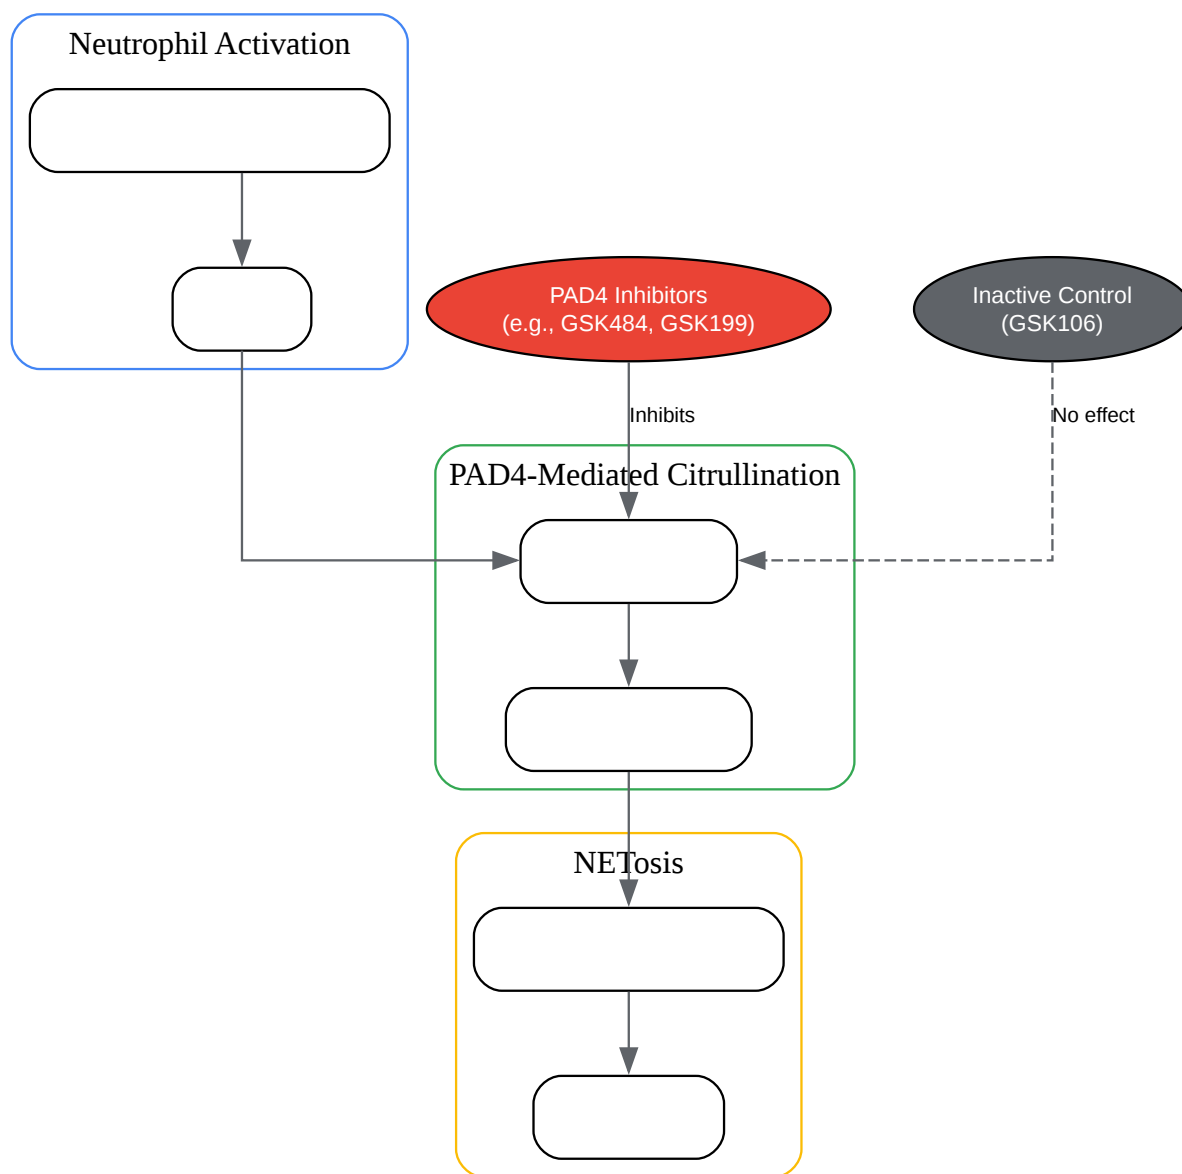 Neutrophil Activation
PAD4 Inhibitors
(e.g., GSK484, GSK199)
Inactive Control
(GSK106)
Inhibits
No effect
PAD4-Mediated Citrullination
NETosis